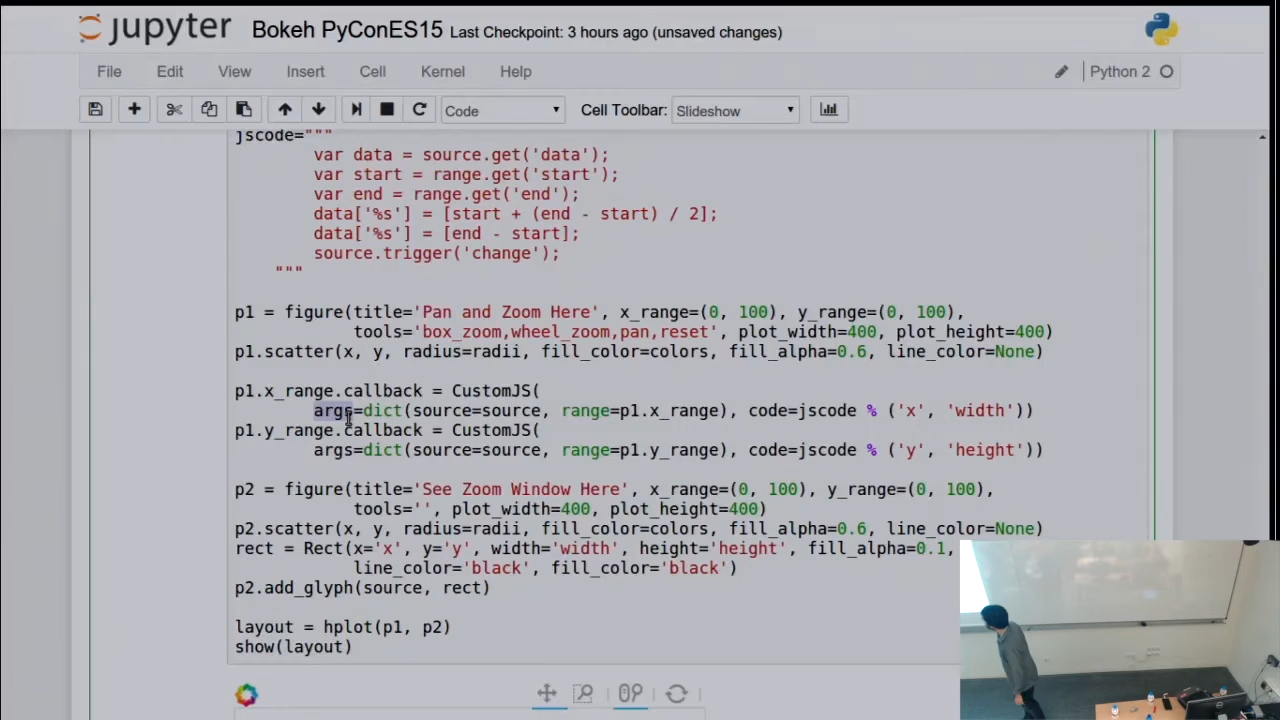 jupyter Bokeh PyConES15 Last Checkpoint: 3 hours ago (unsaved changes)
File Edit View Insert Cell Kernel Help Python 2
Code Cell Toolbar: Slideshow
jscode="""
var data = source.get('data');
var start = range.get('start');
var end = range.get('end');
data['%s'] = [start + (end - start) / 2];
data['%s'] = [end - start];
source.trigger('change');
"""
p1 = figure(title='Pan and Zoom Here', x_range=(0, 100), y_range=(0, 100),
tools='box_zoom,wheel_zoom,pan,reset', plot_width=400, plot_height=400)
p1.scatter(x, y, radius=radii, fill_color=colors, fill_alpha=0.6, line_color=None)
p1.x_range.callback = CustomJS(
args=dict(source=source, range=p1.x_range), code=jscode % ('x', 'width'))
p1.y_range.callback = CustomJS(
args=dict(source=source, range=p1.y_range), code=jscode % ('y', 'height'))
p2 = figure(title='See Zoom Window Here', x_range=(0, 100), y_range=(0, 100),
tools='', plot_width=400, plot_height=400)
p2.scatter(x, y, radius=radii, fill_color=colors, fill_alpha=0.6, line_color=None)
rect = Rect(x='x', y='y', width='width', height='height', fill_alpha=0.1,
line_color='black', fill_color='black')
p2.add_glyph(source, rect)
layout = hplot(p1, p2)
show(layout)